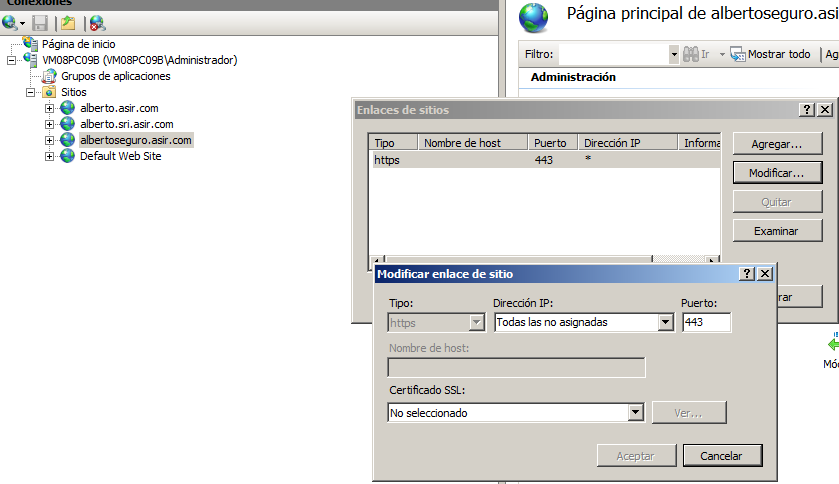 Conexiones
Página de inicio
VM08PC09B (VM08PC09B\Administrador)
Grupos de aplicaciones
Sitios
alberto.asir.com
alberto.sri.asir.com
albertoseguro.asir.com
Default Web Site
Página principal de albertoseguro.asi
Filtro:
Ir
Mostrar todo
Ag
Administración
Enlaces de sitios
Tipo Nombre de host Puerto Dirección IP Informa
https 443 *
Agregar...
Modificar...
Quitar
Examinar
rar
Modificar enlace de sitio
Tipo: Dirección IP: Puerto:
https Todas las no asignadas 443
Nombre de host:
Certificado SSL:
No seleccionado Ver...
Aceptar Cancelar
Mó